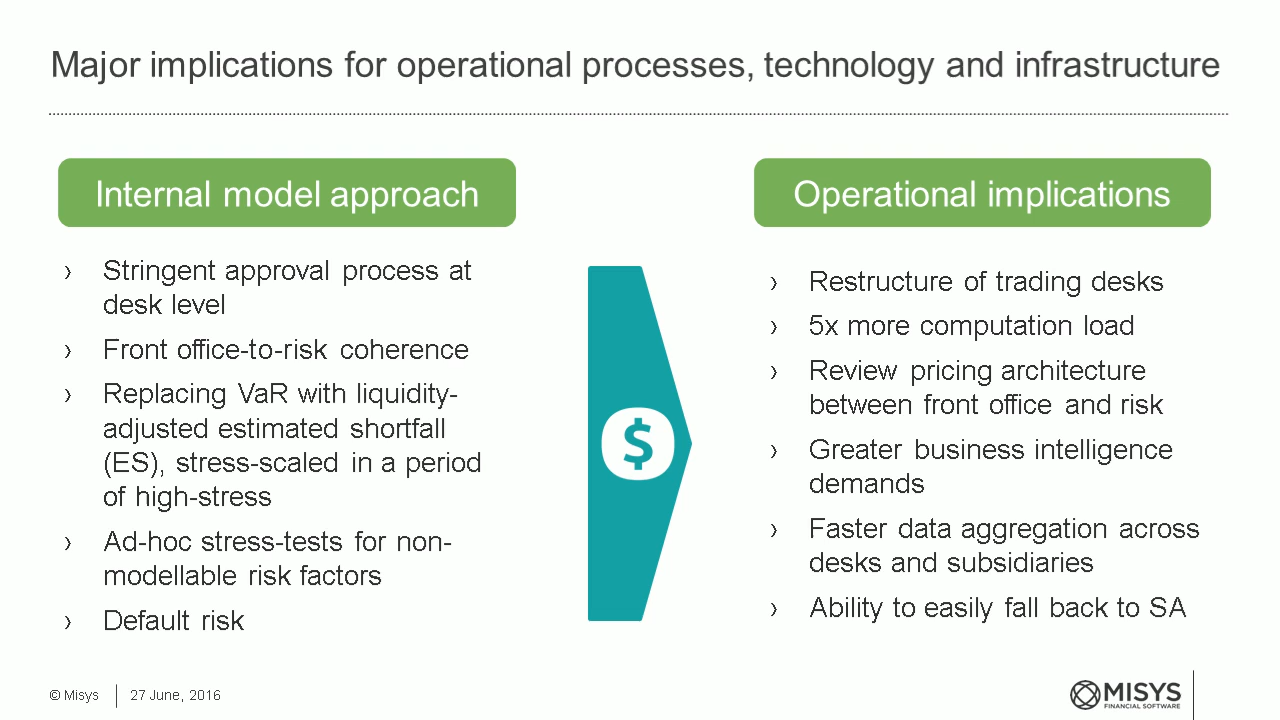 Major implications for operational processes, technology and infrastructure
Internal model approach
› Stringent approval process at
desk level
› Front office-to-risk coherence
› Replacing VaR with liquidity-
adjusted estimated shortfall
(ES), stress-scaled in a period
of high-stress
› Ad-hoc stress-tests for non-
modellable risk factors
› Default risk
$
Operational implications
› Restructure of trading desks
› 5x more computation load
› Review pricing architecture
between front office and risk
› Greater business intelligence
demands
› Faster data aggregation across
desks and subsidiaries
› Ability to easily fall back to SA
© Misys
27 June, 2016
MISYS
FINANCIAL SOFTWARE